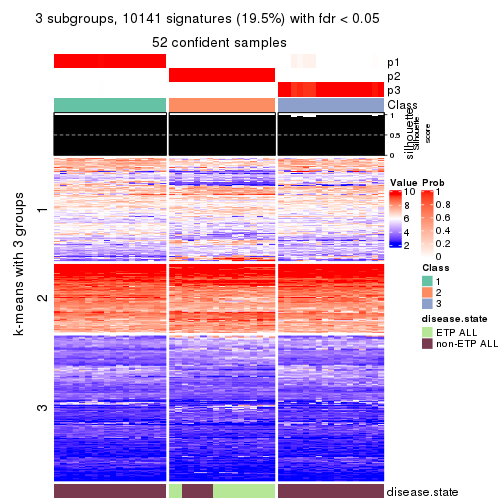 3 subgroups, 10141 signatures (19.5%) with fdr < 0.05
52 confident samples
p1
p2
p3
Class
1
0.5
0
silhouette
Silhouette
score
k-means with 3 groups
1
2
3
Value
10
8
6
4
2
Prob
1
0.8
0.6
0.4
0.2
0
Class
1
2
3
disease.state
ETP ALL
non-ETP ALL
disease.state